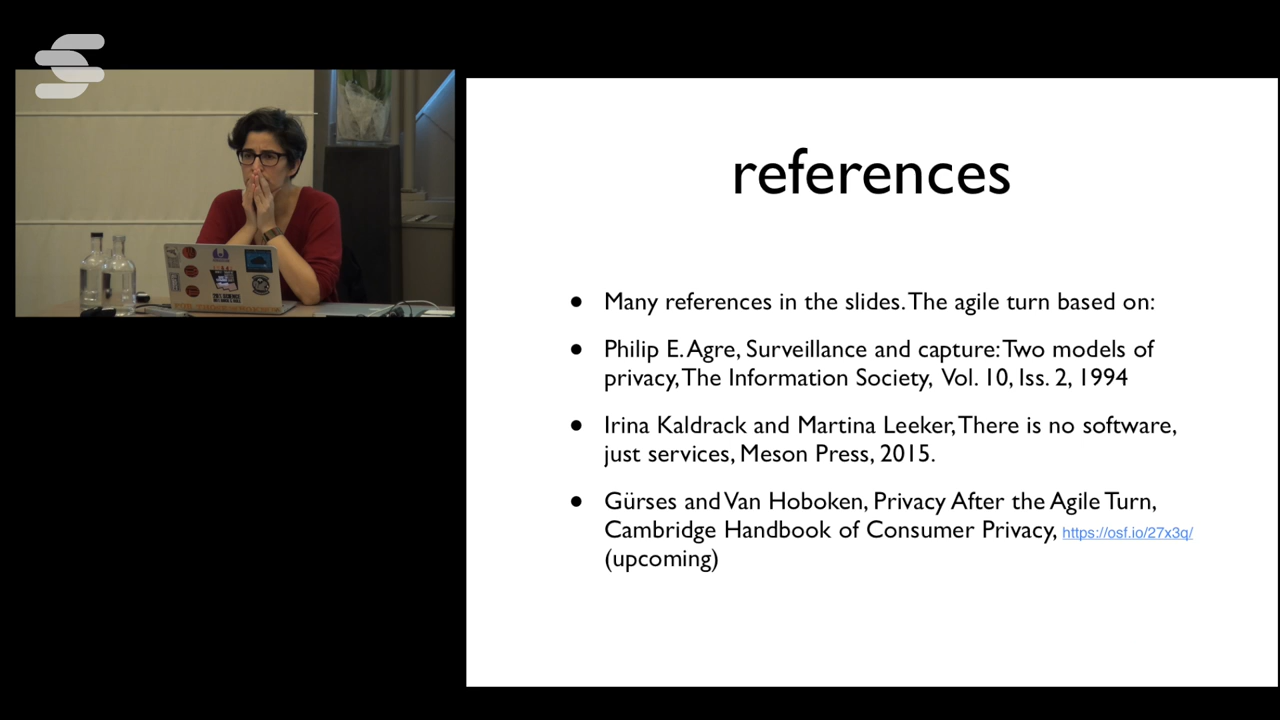 references
• Many references in the slides. The agile turn based on:
• Philip E. Agre, Surveillance and capture: Two models of
privacy, The Information Society, Vol. 10, Iss. 2, 1994
• Irina Kaldrack and Martina Leeker, There is no software,
just services, Meson Press, 2015.
• Gürses and Van Hoboken, Privacy After the Agile Turn,
Cambridge Handbook of Consumer Privacy, https://osf.io/27x3q/
(upcoming)